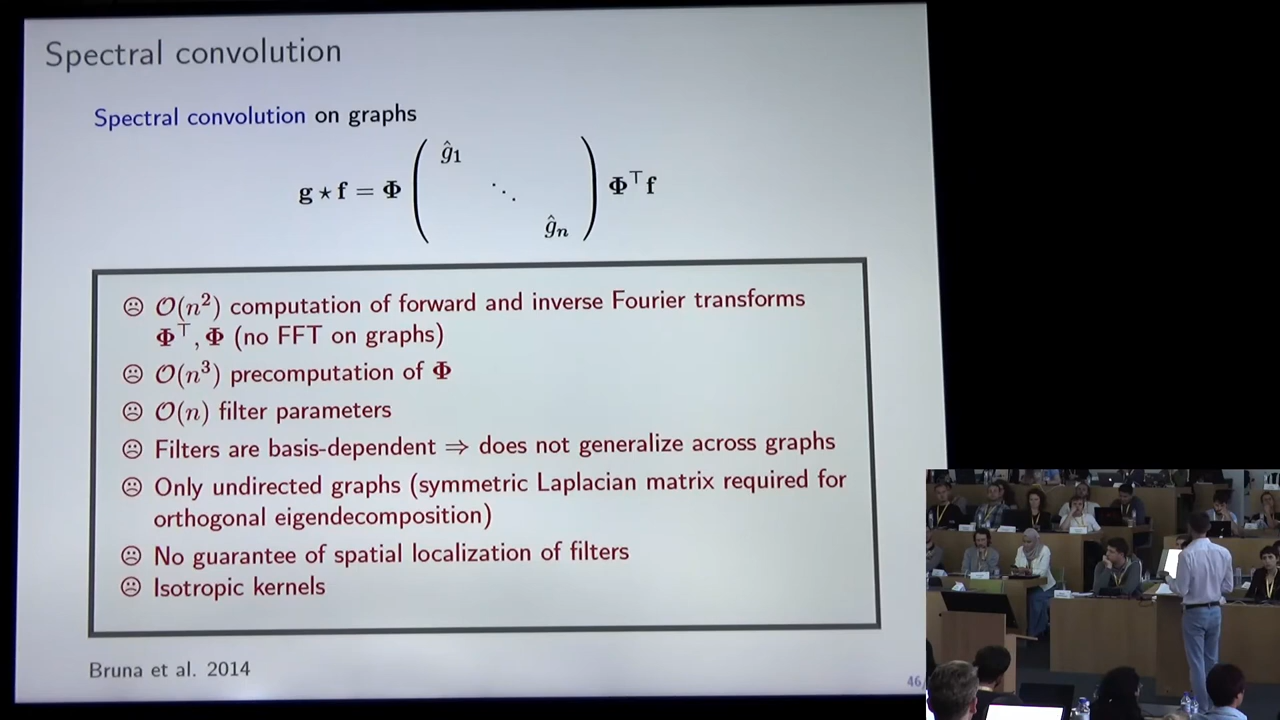 Spectral convolution
Spectral convolution on graphs
g ⋆ f = Φ ( ĝ₁ ⋱ ĝₙ ) Φ⊤f
☹ O(n²) computation of forward and inverse Fourier transforms
Φ⊤, Φ (no FFT on graphs)
☹ O(n³) precomputation of Φ
☹ O(n) filter parameters
☹ Filters are basis-dependent ⇒ does not generalize across graphs
☹ Only undirected graphs (symmetric Laplacian matrix required for
orthogonal eigendecomposition)
☹ No guarantee of spatial localization of filters
☹ Isotropic kernels
Bruna et al. 2014
46/